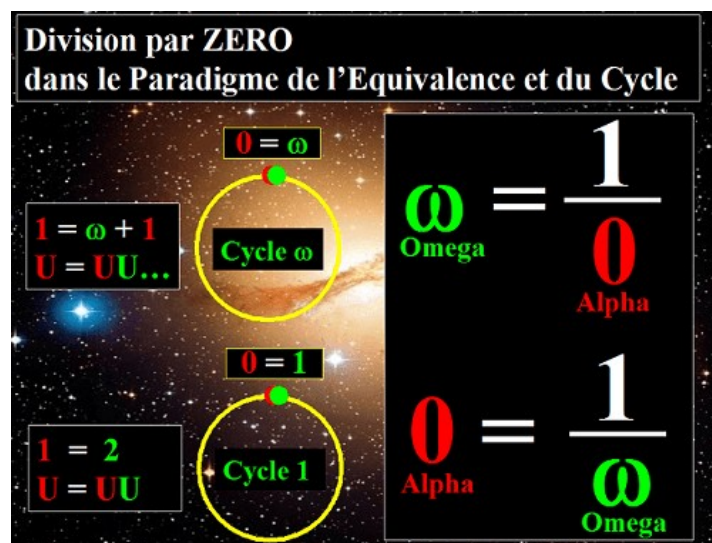 Division par ZERO
dans le Paradigme de l'Equivalence et du Cycle
0 = ω
1 = ω + 1
U = UU...
Cycle ω
0 = 1
1 = 2
U = UU
Cycle 1
ω = 1
0
Omega
Alpha
0 = 1
ω
Alpha
Omega